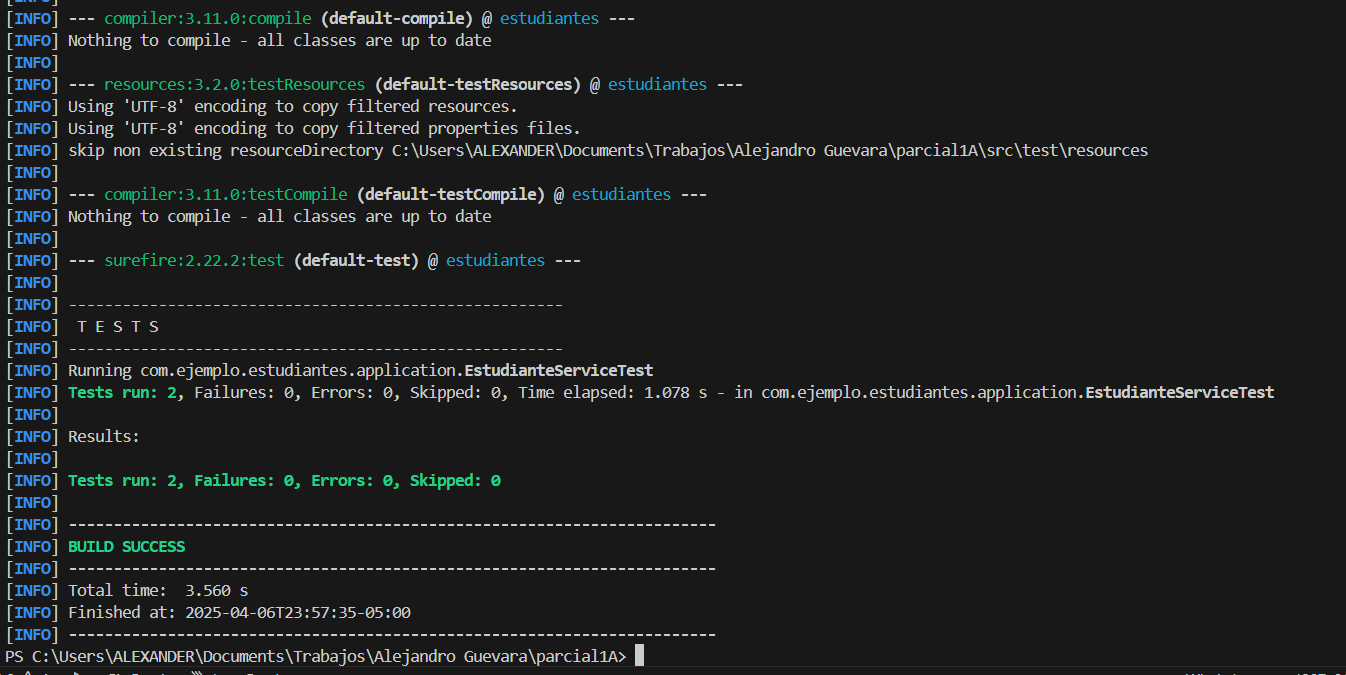 [INFO] --- compiler:3.11.0:compile (default-compile) @ estudiantes ---
[INFO] Nothing to compile - all classes are up to date
[INFO]
[INFO] --- resources:3.2.0:testResources (default-testResources) @ estudiantes ---
[INFO] Using 'UTF-8' encoding to copy filtered resources.
[INFO] Using 'UTF-8' encoding to copy filtered properties files.
[INFO] skip non existing resourceDirectory C:\Users\ALEXANDER\Documents\Trabajos\Alejandro Guevara\parcial1A\src\test\resources
[INFO]
[INFO] --- compiler:3.11.0:testCompile (default-testCompile) @ estudiantes ---
[INFO] Nothing to compile - all classes are up to date
[INFO]
[INFO] --- surefire:2.22.2:test (default-test) @ estudiantes ---
[INFO]
[INFO] -------------------------------------------------------
[INFO]  T E S T S
[INFO] -------------------------------------------------------
[INFO] Running com.ejemplo.estudiantes.application.EstudianteServiceTest
[INFO] Tests run: 2, Failures: 0, Errors: 0, Skipped: 0, Time elapsed: 1.078 s - in com.ejemplo.estudiantes.application.EstudianteServiceTest
[INFO]
[INFO] Results:
[INFO]
[INFO] Tests run: 2, Failures: 0, Errors: 0, Skipped: 0
[INFO]
[INFO] ------------------------------------------------------------------------
[INFO] BUILD SUCCESS
[INFO] ------------------------------------------------------------------------
[INFO] Total time:  3.560 s
[INFO] Finished at: 2025-04-06T23:57:35-05:00
[INFO] ------------------------------------------------------------------------
PS C:\Users\ALEXANDER\Documents\Trabajos\Alejandro Guevara\parcial1A>